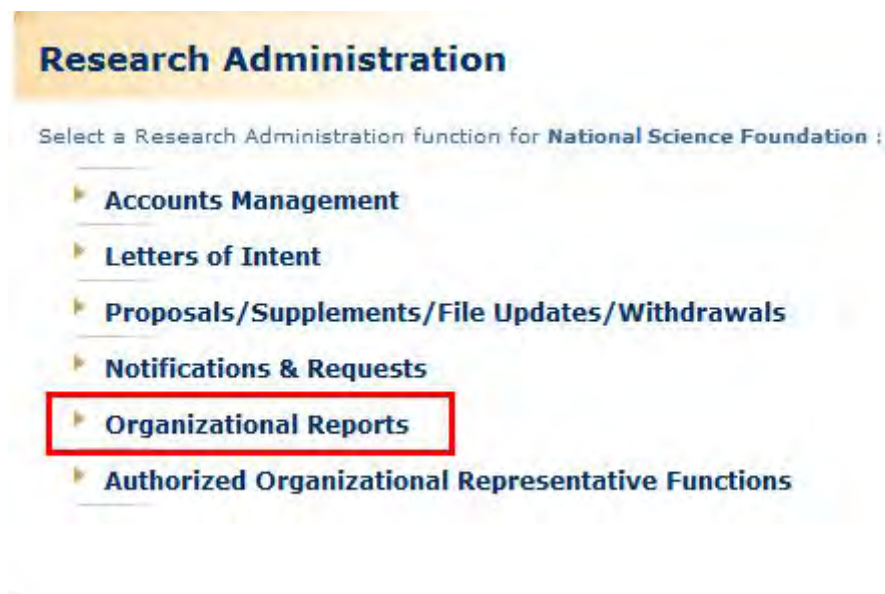 Research Administration
Select a Research Administration function for National Science Foundation :
Accounts Management
Letters of Intent
Proposals/Supplements/File Updates/Withdrawals
Notifications & Requests
Organizational Reports
Authorized Organizational Representative Functions